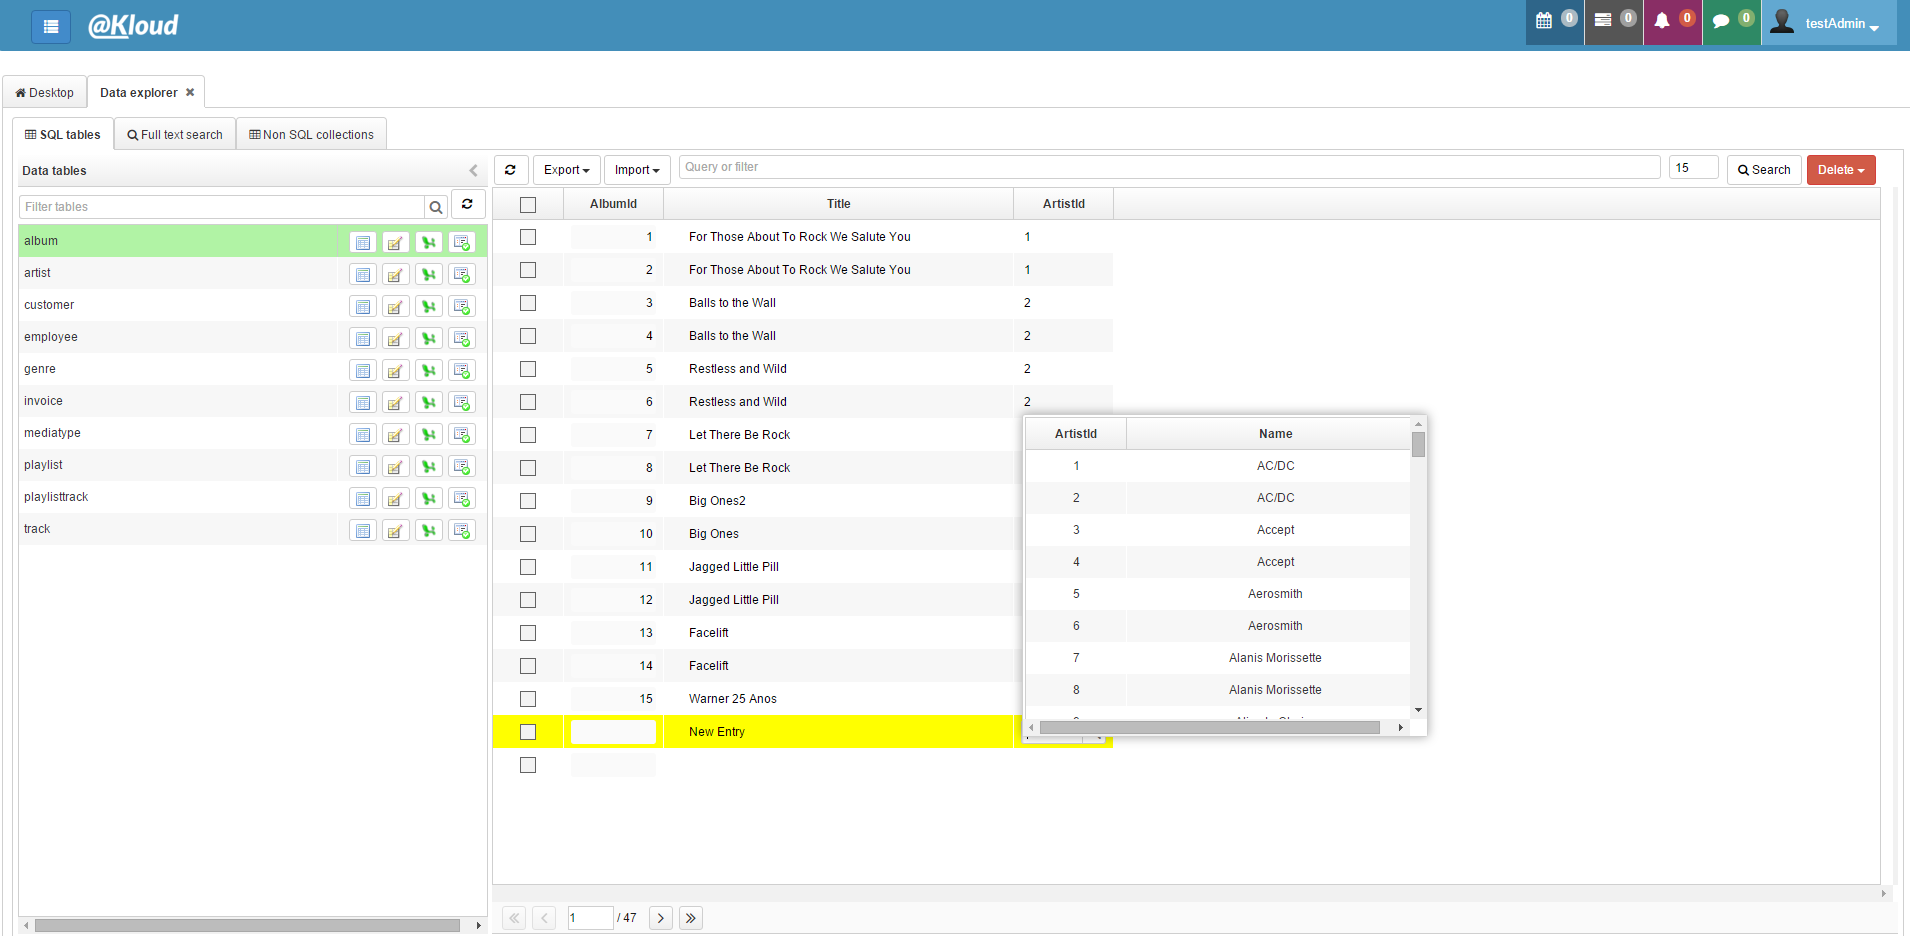 @Kloud
0 0 0 0 testAdmin
Desktop Data explorer
SQL tables Full text search Non SQL collections
Data tables
Filter tables
album
artist
customer
employee
genre
invoice
mediatype
playlist
playlisttrack
track
Export Import Query or filter 15 Search Delete
AlbumId Title ArtistId
1 For Those About To Rock We Salute You 1
2 For Those About To Rock We Salute You 1
3 Balls to the Wall 2
4 Balls to the Wall 2
5 Restless and Wild 2
6 Restless and Wild 2
7 Let There Be Rock
8 Let There Be Rock
9 Big Ones2
10 Big Ones
11 Jagged Little Pill
12 Jagged Little Pill
13 Facelift
14 Facelift
15 Warner 25 Anos
New Entry
ArtistId Name
1 AC/DC
2 AC/DC
3 Accept
4 Accept
5 Aerosmith
6 Aerosmith
7 Alanis Morissette
8 Alanis Morissette
1 / 47